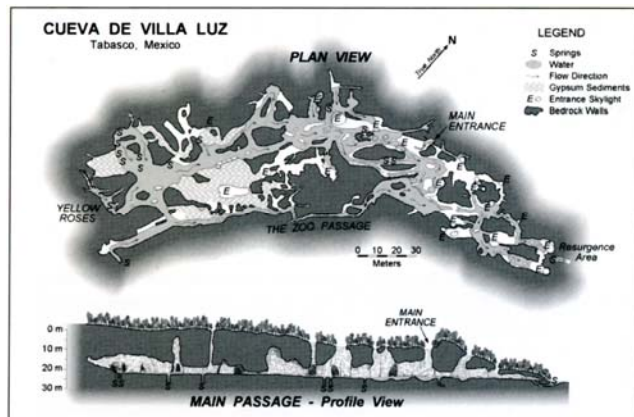 CUEVA DE VILLA LUZ
Tabasco, Mexico
PLAN VIEW
True North
N
LEGEND
S Springs
Water
Flow Direction
Gypsum Sediments
E Entrance Skylight
Bedrock Walls
MAIN
ENTRANCE
YELLOW
ROSES
THE ZOO PASSAGE
0 10 20 30
Meters
Resurgence
Area
MAIN
ENTRANCE
0 m
10 m
20 m
30 m
MAIN PASSAGE - Profile View